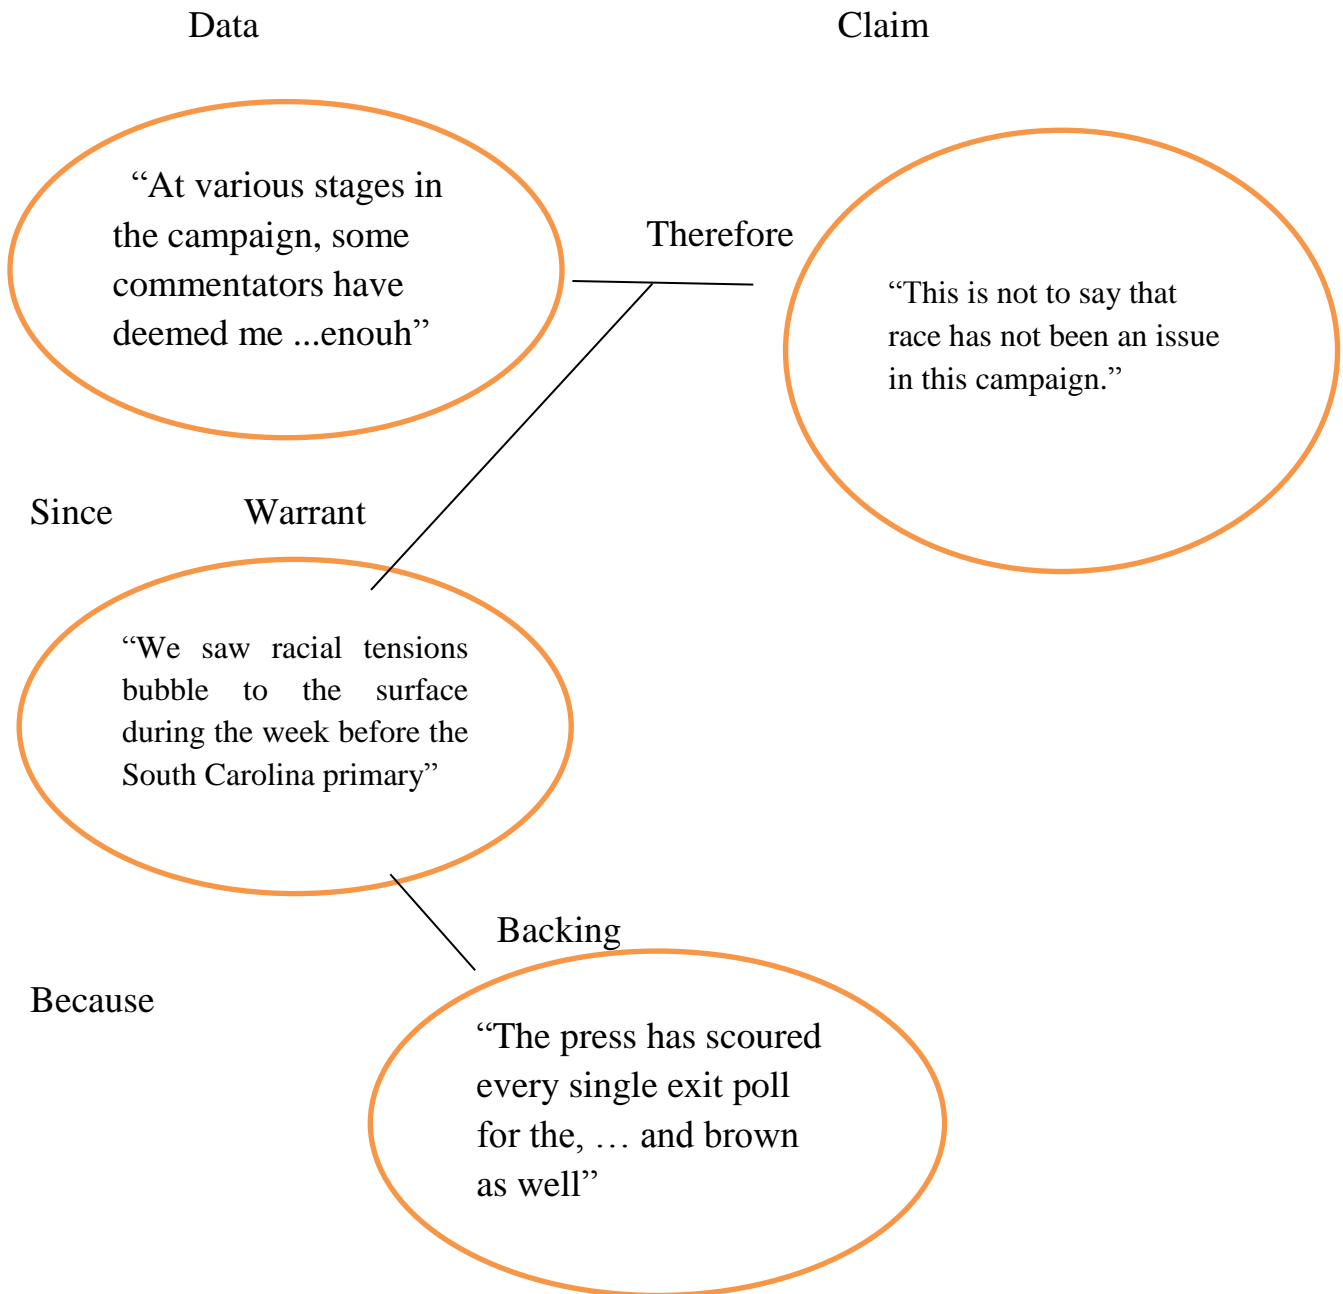 Data
Claim
“At various stages in
the campaign, some
commentators have
deemed me ...enouh”
Therefore
“This is not to say that
race has not been an issue
in this campaign.”
Since
Warrant
“We saw racial tensions
bubble to the surface
during the week before the
South Carolina primary”
Backing
Because
“The press has scoured
every single exit poll
for the, … and brown
as well”